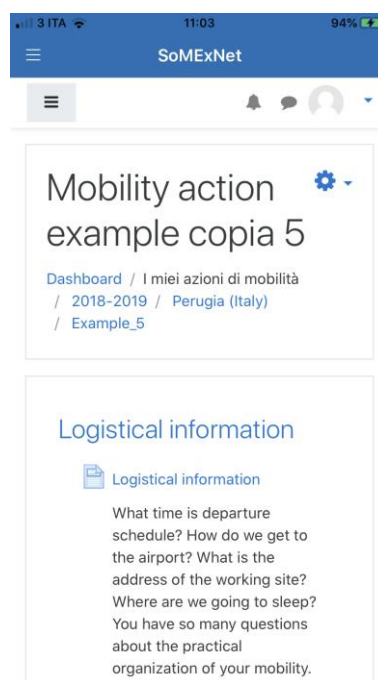 3 ITA 11:03 94%
SoMExNet
Mobility action
example copia 5
Dashboard / I miei azioni di mobilità
/ 2018-2019 / Perugia (Italy)
/ Example_5
Logistical information
Logistical information
What time is departure
schedule? How do we get to
the airport? What is the
address of the working site?
Where are we going to sleep?
You have so many questions
about the practical
organization of your mobility.